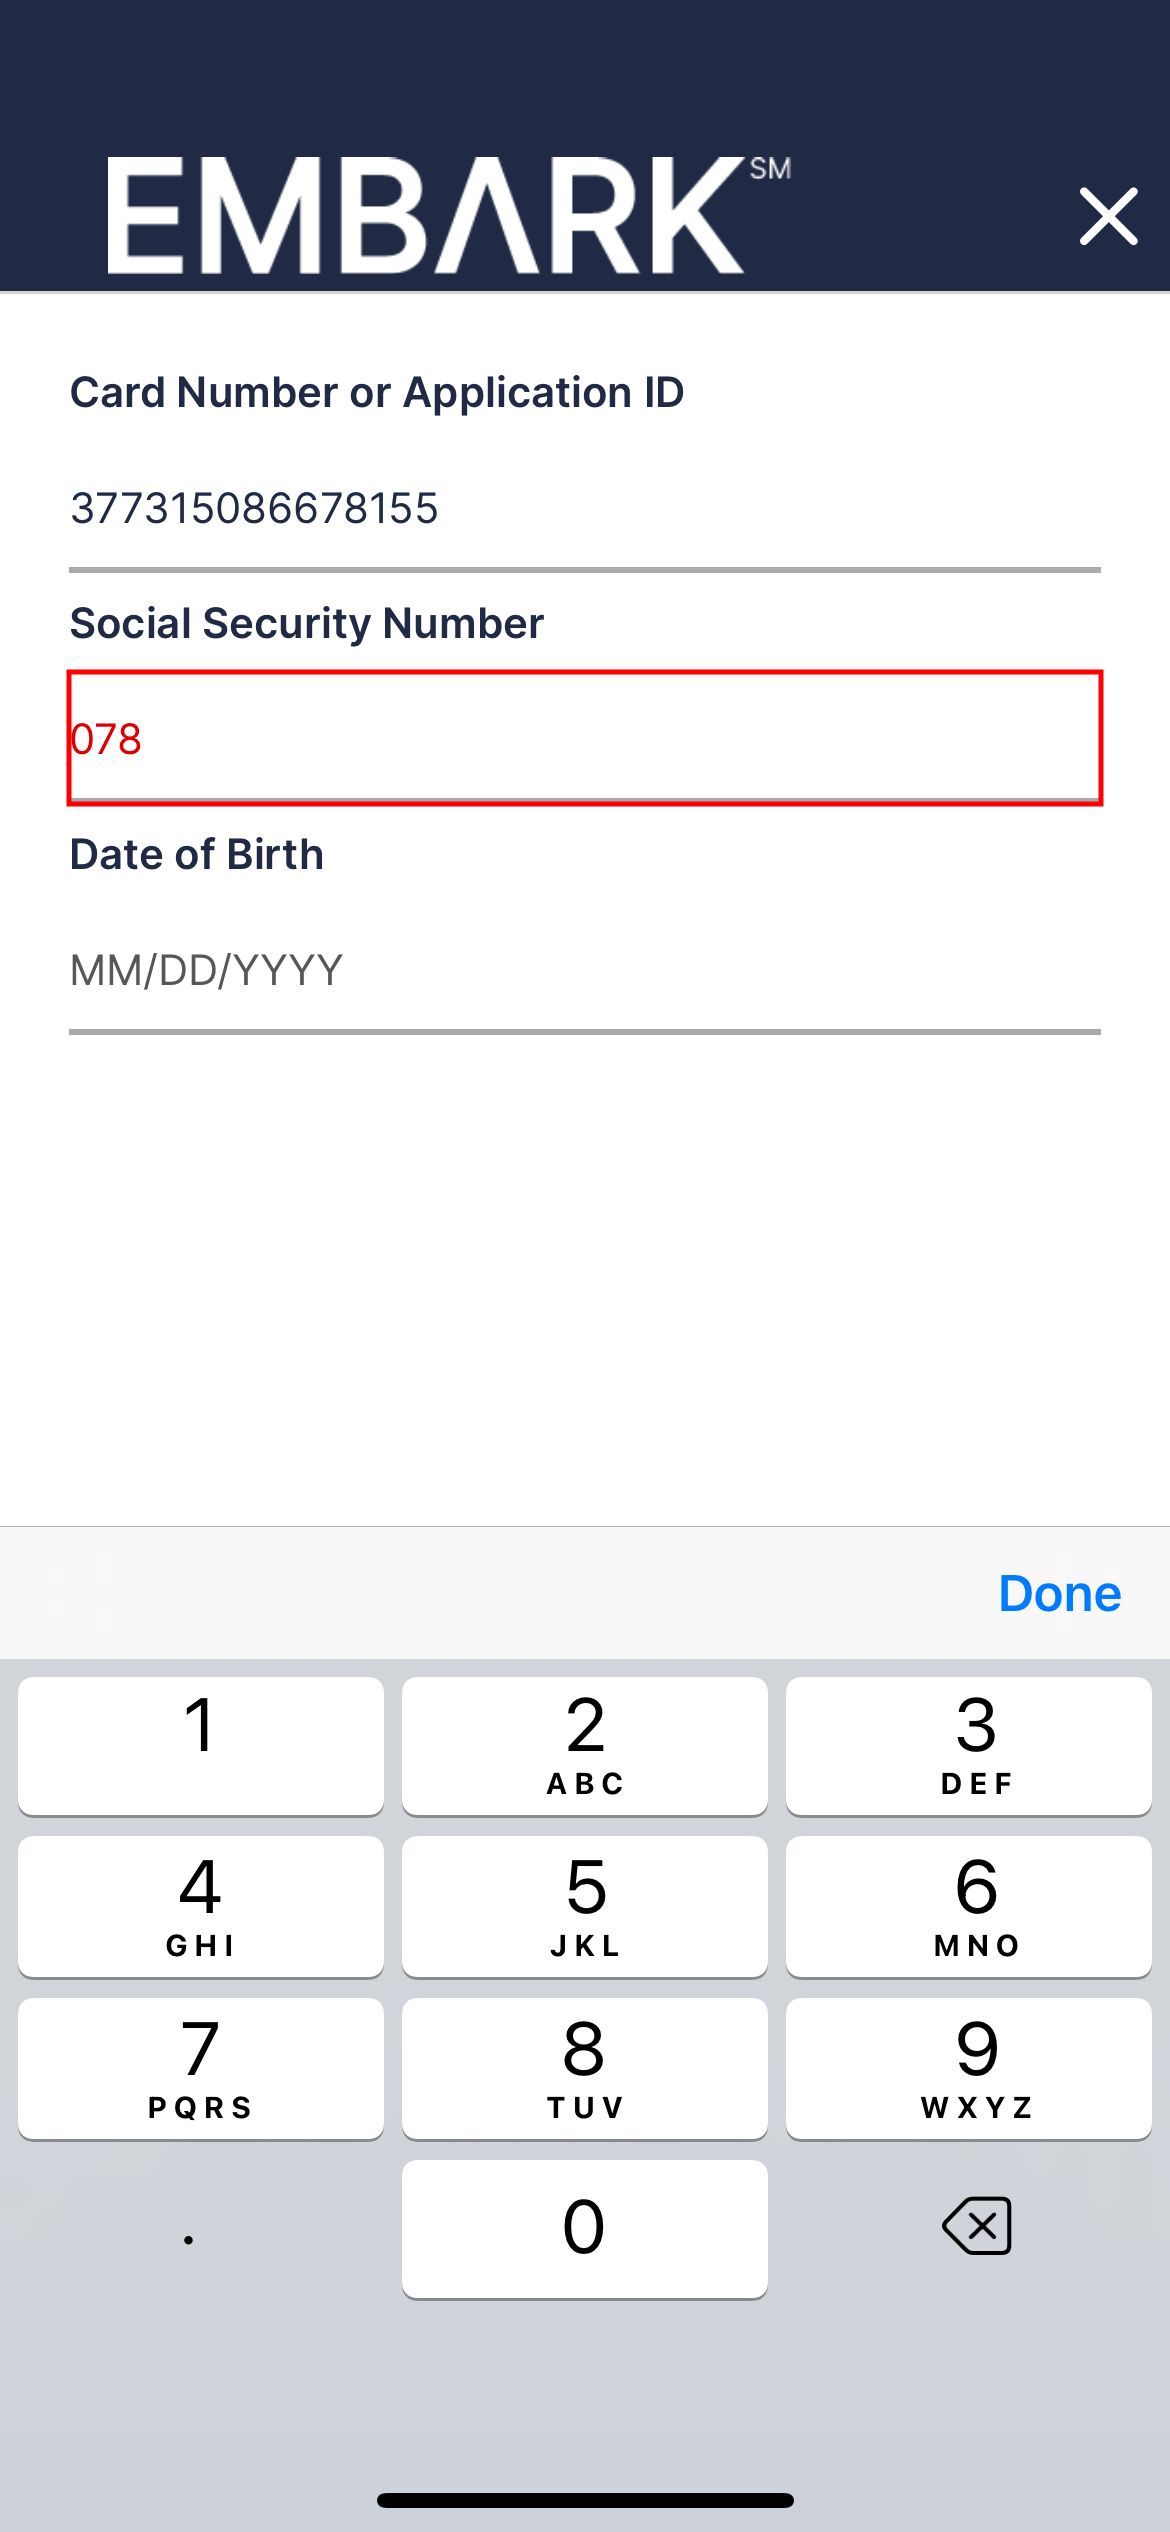 EMBARK℠
Card Number or Application ID
377315086678155
Social Security Number
078
Date of Birth
MM/DD/YYYY
Done
1
2
ABC
3
DEF
4
GHI
5
JKL
6
MNO
7
PQRS
8
TUV
9
WXYZ
.
0